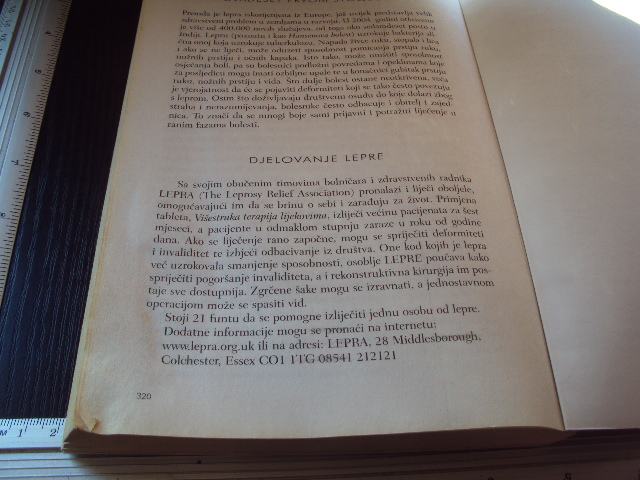 Premda je lepra iskorijenjena iz Europe, još uvijek predstavlja velik
zdravstveni problem u zemljama u razvoju. U 2004. godini otkriveno
je više od 400.000 novih slučajeva, od toga oko sedamdeset posto u
Indiji. Lepru (poznatu i kao Hansenova bolest) uzrokuje bakterija sli-
čna onoj koja uzrokuje tuberkulozu. Napada živce ruku, stopala i lica
i ako se ne liječi, može oduzeti sposobnost pomicanja prstiju ruku,
nožnih prstiju i očnih kapaka. Isto tako, može uništiti sposobnost
osjećanja boli, pa su bolesnici podložni povredama i opeklinama koje
za posljedicu mogu imati ozbiljne upale te u konačnici gubitak prstiju
ruku, nožnih prstiju i vida. Što dulje bolest ostane neotkrivena, veća
je vjerojatnost da će se pojaviti deformiteti koji se tako često povezuju
s leprom. Osim što doživljavaju društvenu osudu do koje dolazi zbog
straha i nerazumijevanja, bolesnike često odbacuje i obitelj i zajed-
nica. To znači da se mnogi boje sami prijaviti i potražiti liječenje u
ranim fazama bolesti.
DJELOVANJE LEPRE
Sa svojim obučenim timovima bolničara i zdravstvenih radnika
LEPRA (The Leprosy Relief Association) pronalazi i liječi oboljele,
omogućavajući im da se brinu o sebi i zarađuju za život. Primjena
tableta, Višestruka terapija lijekovima, izliječi većinu pacijenata za šest
mjeseci, a pacijente u odmaklom stupnju zaraze u roku od godine
dana. Ako se liječenje rano započne, mogu se spriječiti deformiteti
i invaliditet te izbjeći odbacivanje iz društva. One kod kojih je lepra
već uzrokovala smanjenje sposobnosti, osoblje LEPRE poučava kako
spriječiti pogoršanje invaliditeta, a i rekonstruktivna kirurgija im pos-
taje sve dostupnija. Zgrčene šake mogu se izravnati, a jednostavnom
operacijom može se spasiti vid.
Stoji 21 funtu da se pomogne izliječiti jednu osobu od lepre.
Dodatne informacije mogu se pronaći na internetu:
www.lepra.org.uk ili na adresi: LEPRA, 28 Middlesborough,
Colchester, Essex CO1 1TG 08541 212121
320
1 2